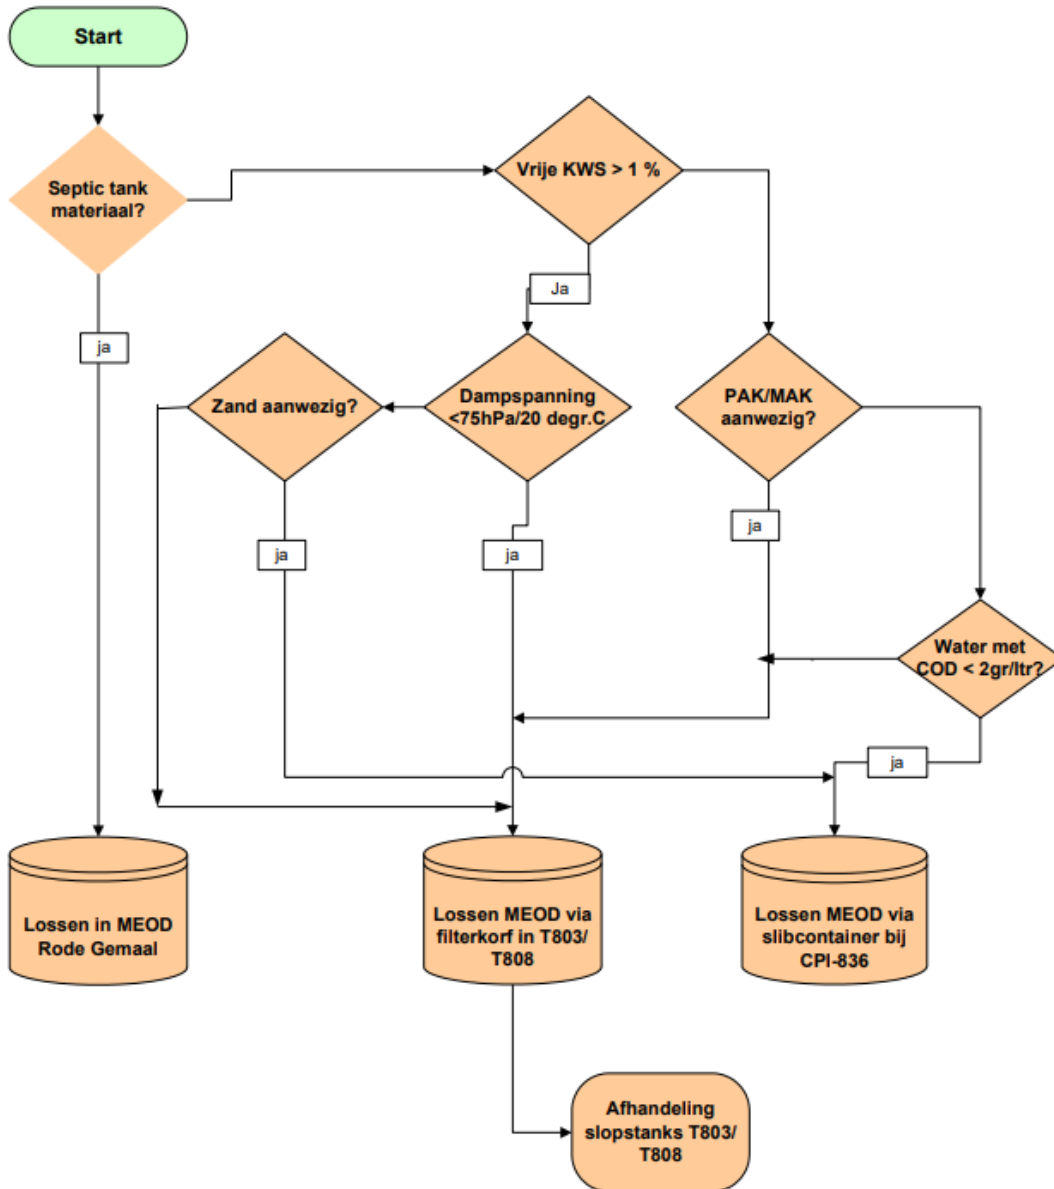 Start
Septic tank
materiaal?
Vrije KWS > 1 %
Ja
ja
Zand aanwezig?
Dampspanning
<75hPa/20 degr.C
PAK/MAK
aanwezig?
ja
ja
ja
Water met
COD < 2gr/ltr?
ja
Lossen in MEOD
Rode Gemaal
Lossen MEOD via
filterkorf in T803/
T808
Lossen MEOD via
slibcontainer bij
CPI-836
Afhandeling
slopstanks T803/
T808